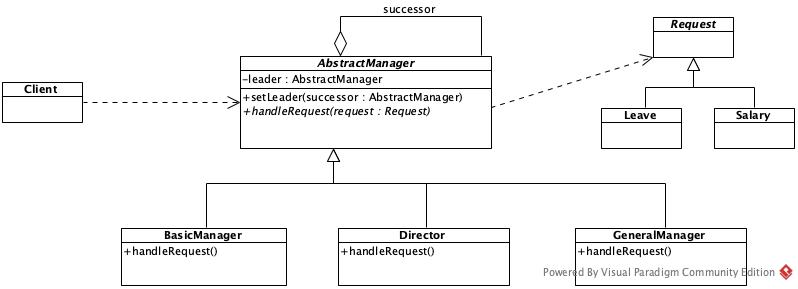 successor
Request
AbstractManager
-leader : AbstractManager
Client
+setLeader(successor : AbstractManager)
+handleRequest(request : Request)
Leave
Salary
BasicManager
+handleRequest()
Director
+handleRequest()
GeneralManager
+handleRequest()
Powered By Visual Paradigm Community Edition